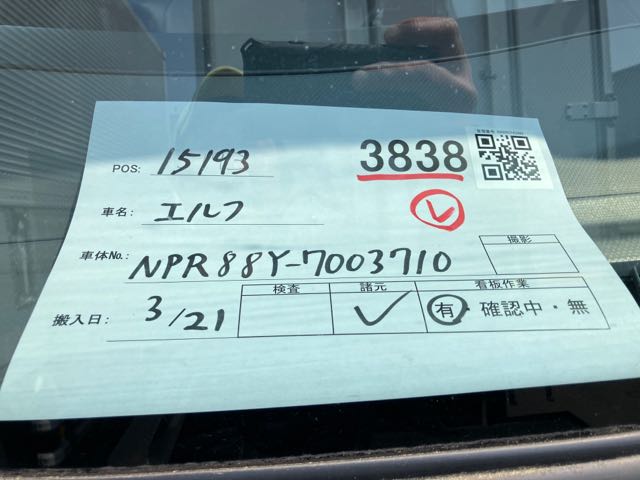 POS: 15193 3838
車名: エルフ
車体No.: NPR88Y-7003710 撮影
搬入日: 3/21 検査 諸元 看板作業
✓ 有・確認中・無